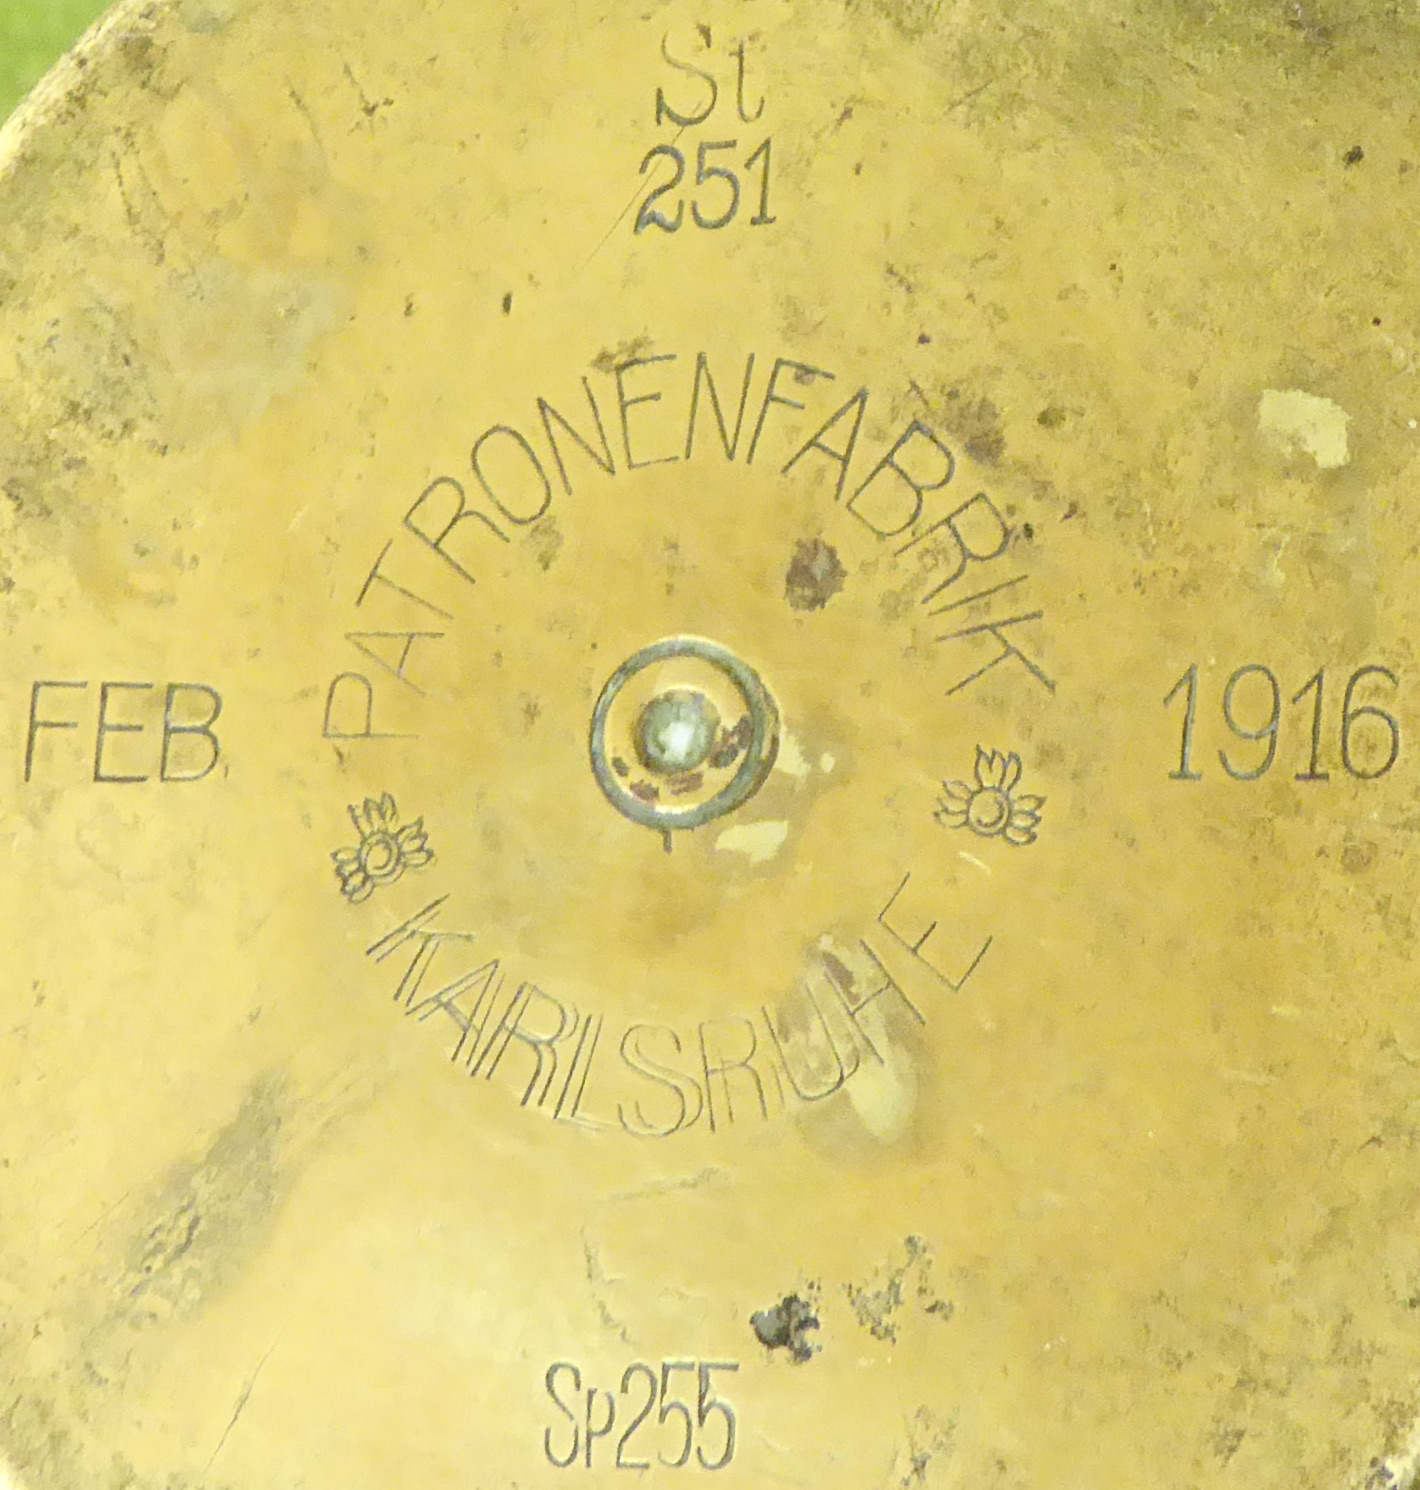 St
251
PATRONENFABRIK
FEB. 1916
KARLSRUHE
Sp255